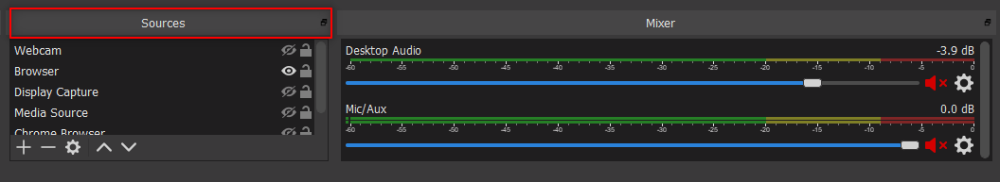 Sources
Mixer
Webcam
Browser
Display Capture
Media Source
Chrome Browser
Desktop Audio -3.9 dB
-60 -55 -50 -45 -40 -35 -30 -25 -20 -15 -10 -5 0
Mic/Aux 0.0 dB
-60 -55 -50 -45 -40 -35 -30 -25 -20 -15 -10 -5 0